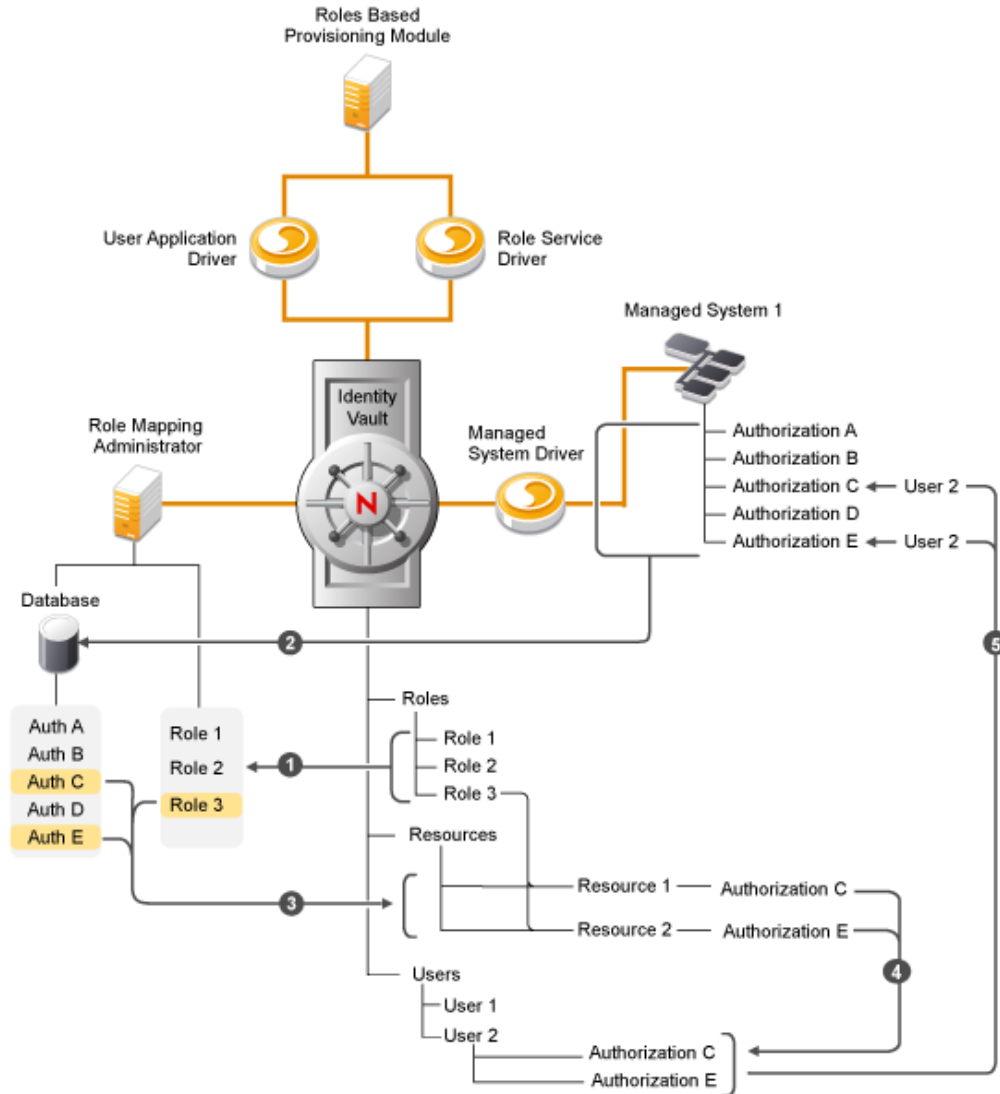 Roles Based
Provisioning Module
User Application
Driver
Role Service
Driver
Managed System 1
Identity
Vault
Role Mapping
Administrator
Managed
System Driver
N
Authorization A
Authorization B
Authorization C
User 2
Authorization D
Authorization E
User 2
Database
2
5
Auth A
Auth B
Auth C
Auth D
Auth E
Role 1
Role 2
Role 3
1
Roles
Role 1
Role 2
Role 3
Resources
3
Resource 1
Authorization C
Resource 2
Authorization E
4
Users
User 1
User 2
Authorization C
Authorization E